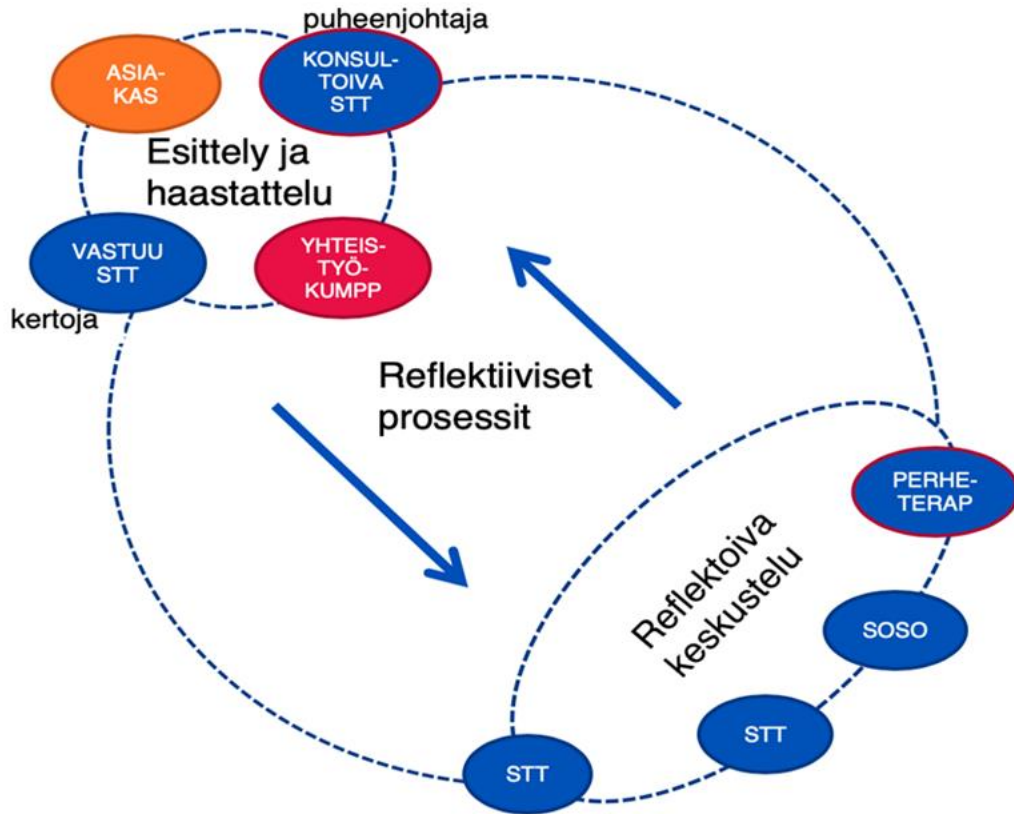 puheenjohtaja
ASIA-
KAS
KONSUL-
TOIVA
STT
Esittely ja
haastattelu
VASTUU
STT
YHTEIS-
TYÖ-
KUMPP
kertoja
Reflektiiviset
prosessit
PERHE-
TERAP
Reflektoiva
keskustelu
SOSO
STT
STT